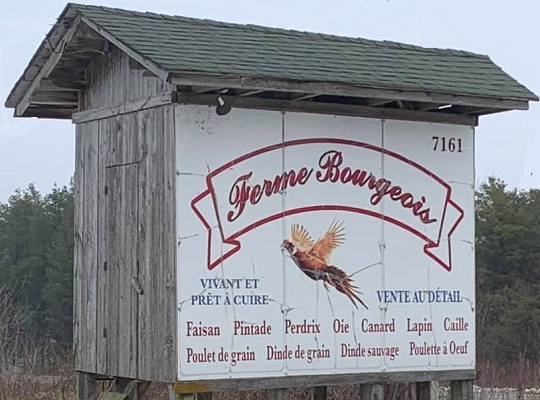 7161
Ferme Bourgeois
VIVANT ET
PRÊT À CUIRE
VENTE AU DÉTAIL
Faisan Pintade Perdrix Oie Canard Lapin Caille
Poulet de grain Dinde de grain Dinde sauvage Poulette à Oeuf